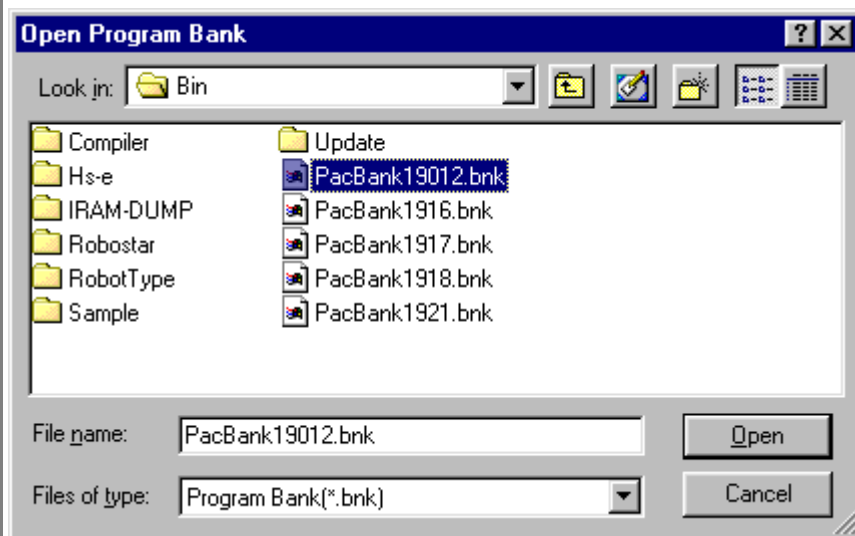 Open Program Bank
Look in: Bin
Compiler
Hs-e
IRAM-DUMP
Robostar
RobotType
Sample
Update
PacBank19012.bnk
PacBank1916.bnk
PacBank1917.bnk
PacBank1918.bnk
PacBank1921.bnk
File name: PacBank19012.bnk Open
Files of type: Program Bank(*.bnk) Cancel